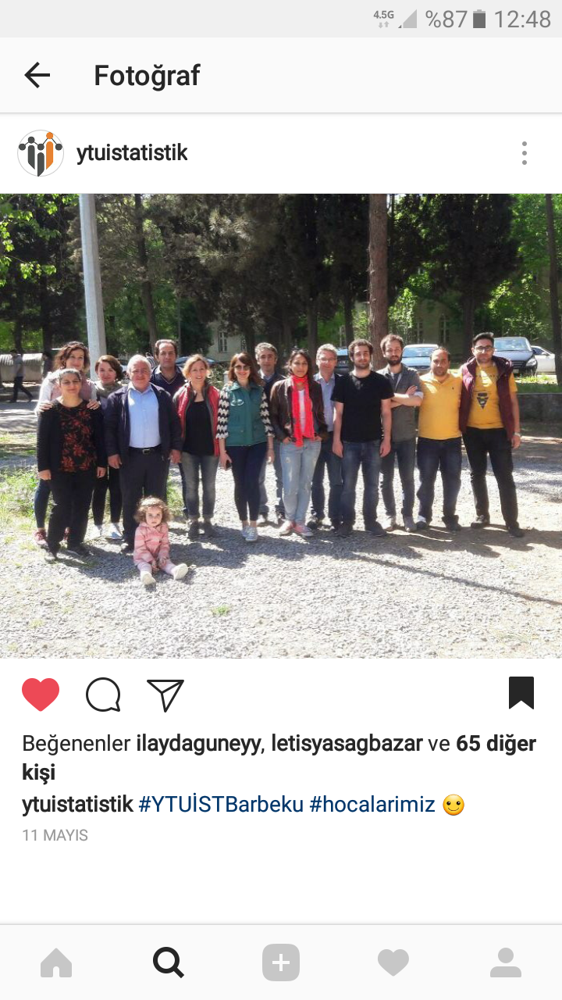 4.5G %87 12:48
Fotoğraf
ytuistatistik
Beğenenler ilaydaguneyy, letisyasagbazar ve 65 diğer
kişi
ytuistatistik #YTUİSTBarbeku #hocalarimiz 🙂
11 MAYIS